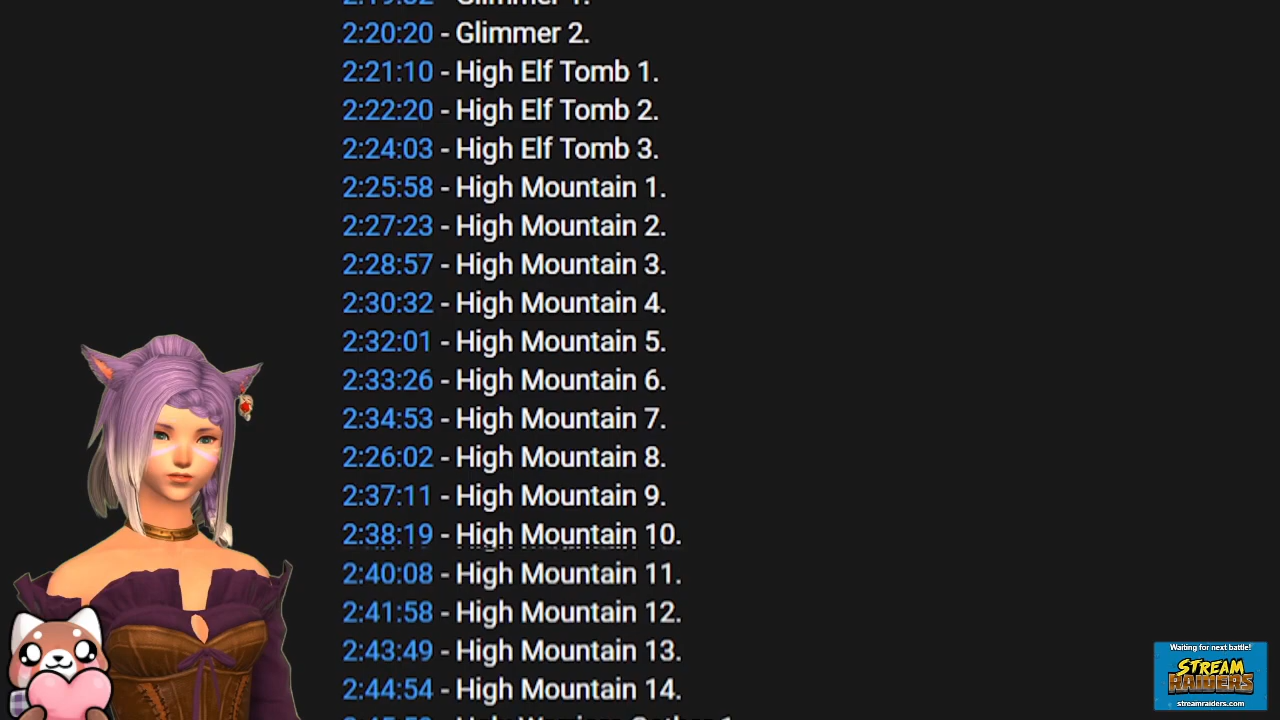 2:20:20 - Glimmer 2.
2:21:10 - High Elf Tomb 1.
2:22:20 - High Elf Tomb 2.
2:24:03 - High Elf Tomb 3.
2:25:58 - High Mountain 1.
2:27:23 - High Mountain 2.
2:28:57 - High Mountain 3.
2:30:32 - High Mountain 4.
2:32:01 - High Mountain 5.
2:33:26 - High Mountain 6.
2:34:53 - High Mountain 7.
2:26:02 - High Mountain 8.
2:37:11 - High Mountain 9.
2:38:19 - High Mountain 10.
2:40:08 - High Mountain 11.
2:41:58 - High Mountain 12.
2:43:49 - High Mountain 13.
2:44:54 - High Mountain 14.
Waiting for next battle!
STREAM
RAIDERS
streamraiders.com